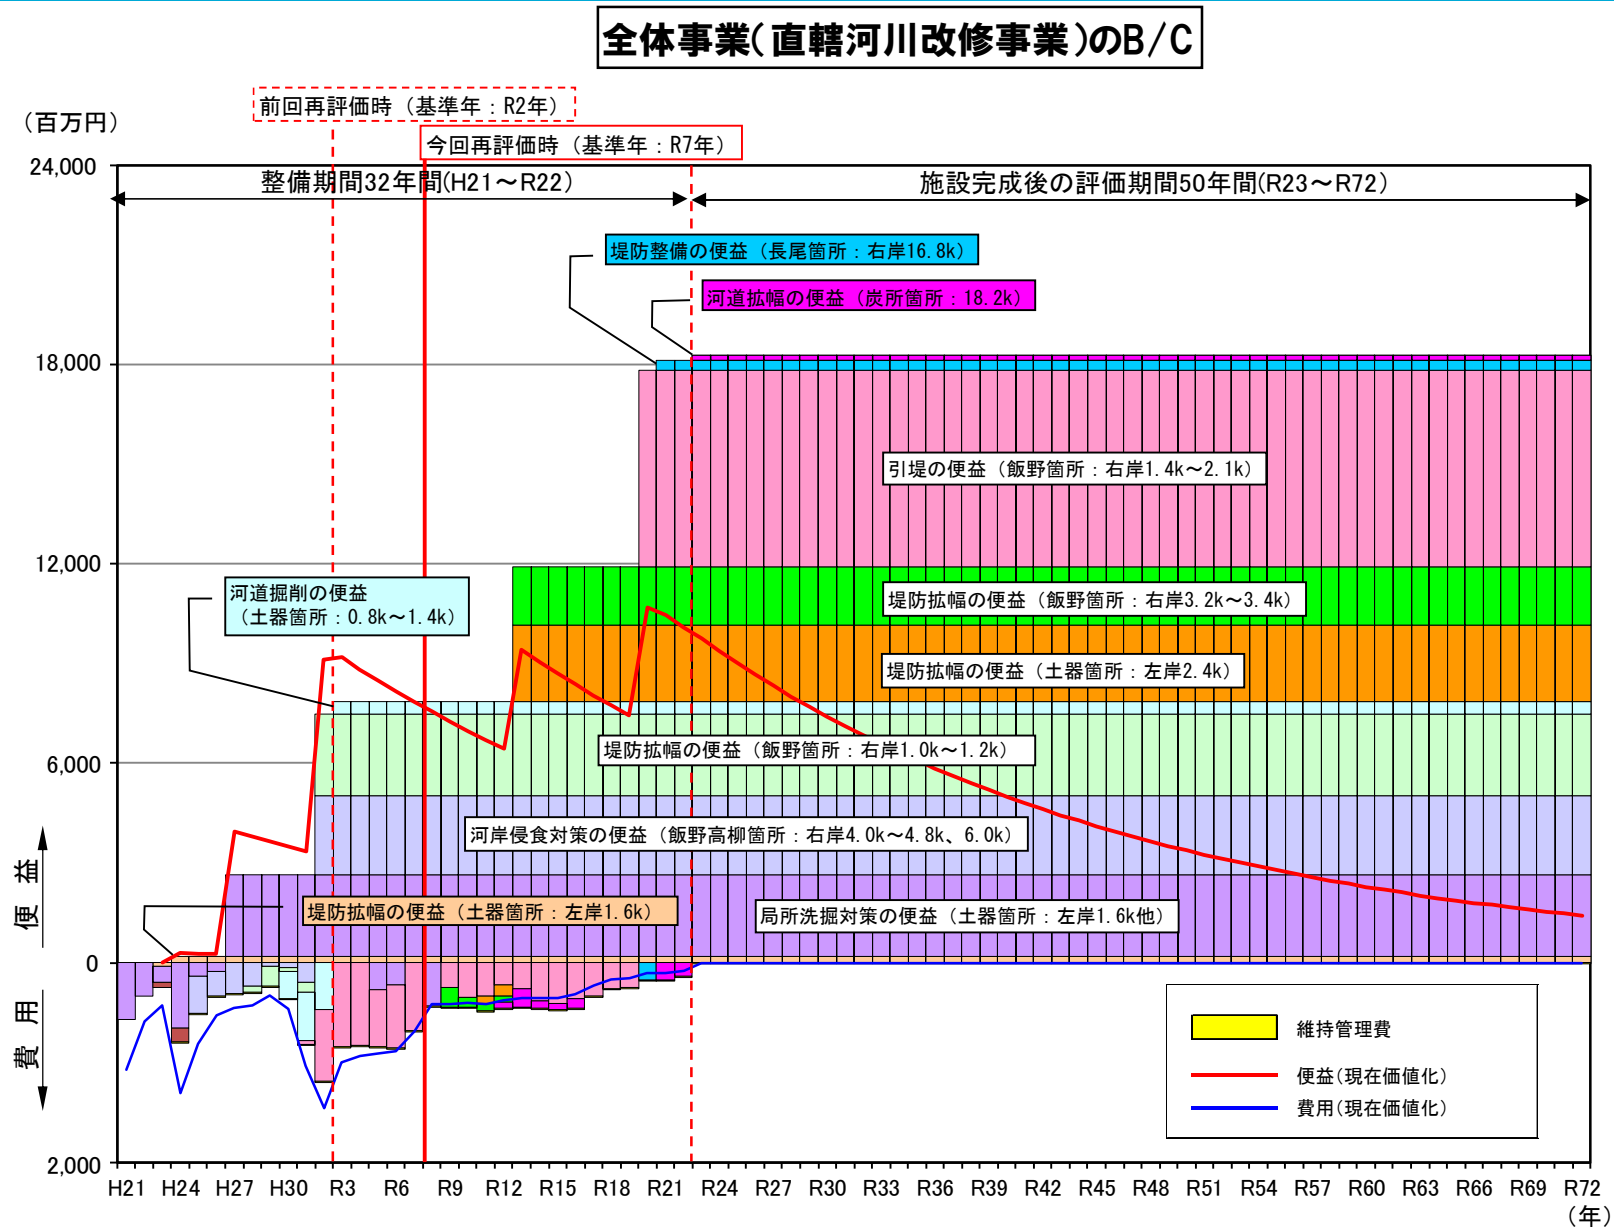 全体事業(直轄河川改修事業)のB/C
前回再評価時（基準年：R2年）
（百万円）
今回再評価時（基準年：R7年）
24,000
整備期間32年間(H21～R22)
施設完成後の評価期間50年間(R23～R72)
堤防整備の便益（長尾箇所：右岸16.8k）
河道拡幅の便益（炭所箇所：18.2k）
18,000
引堤の便益（飯野箇所：右岸1.4k～2.1k）
12,000
河道掘削の便益
（土器箇所：0.8k～1.4k）
堤防拡幅の便益（飯野箇所：右岸3.2k～3.4k）
堤防拡幅の便益（土器箇所：左岸2.4k）
堤防拡幅の便益（飯野箇所：右岸1.0k～1.2k）
6,000
河岸侵食対策の便益（飯野高柳箇所：右岸4.0k～4.8k、6.0k）
便益
堤防拡幅の便益（土器箇所：左岸1.6k）
局所洗掘対策の便益（土器箇所：左岸1.6k他）
0
費用
維持管理費
便益(現在価値化)
費用(現在価値化)
2,000
H21 H24 H27 H30 R3 R6 R9 R12 R15 R18 R21 R24 R27 R30 R33 R36 R39 R42 R45 R48 R51 R54 R57 R60 R63 R66 R69 R72
（年）